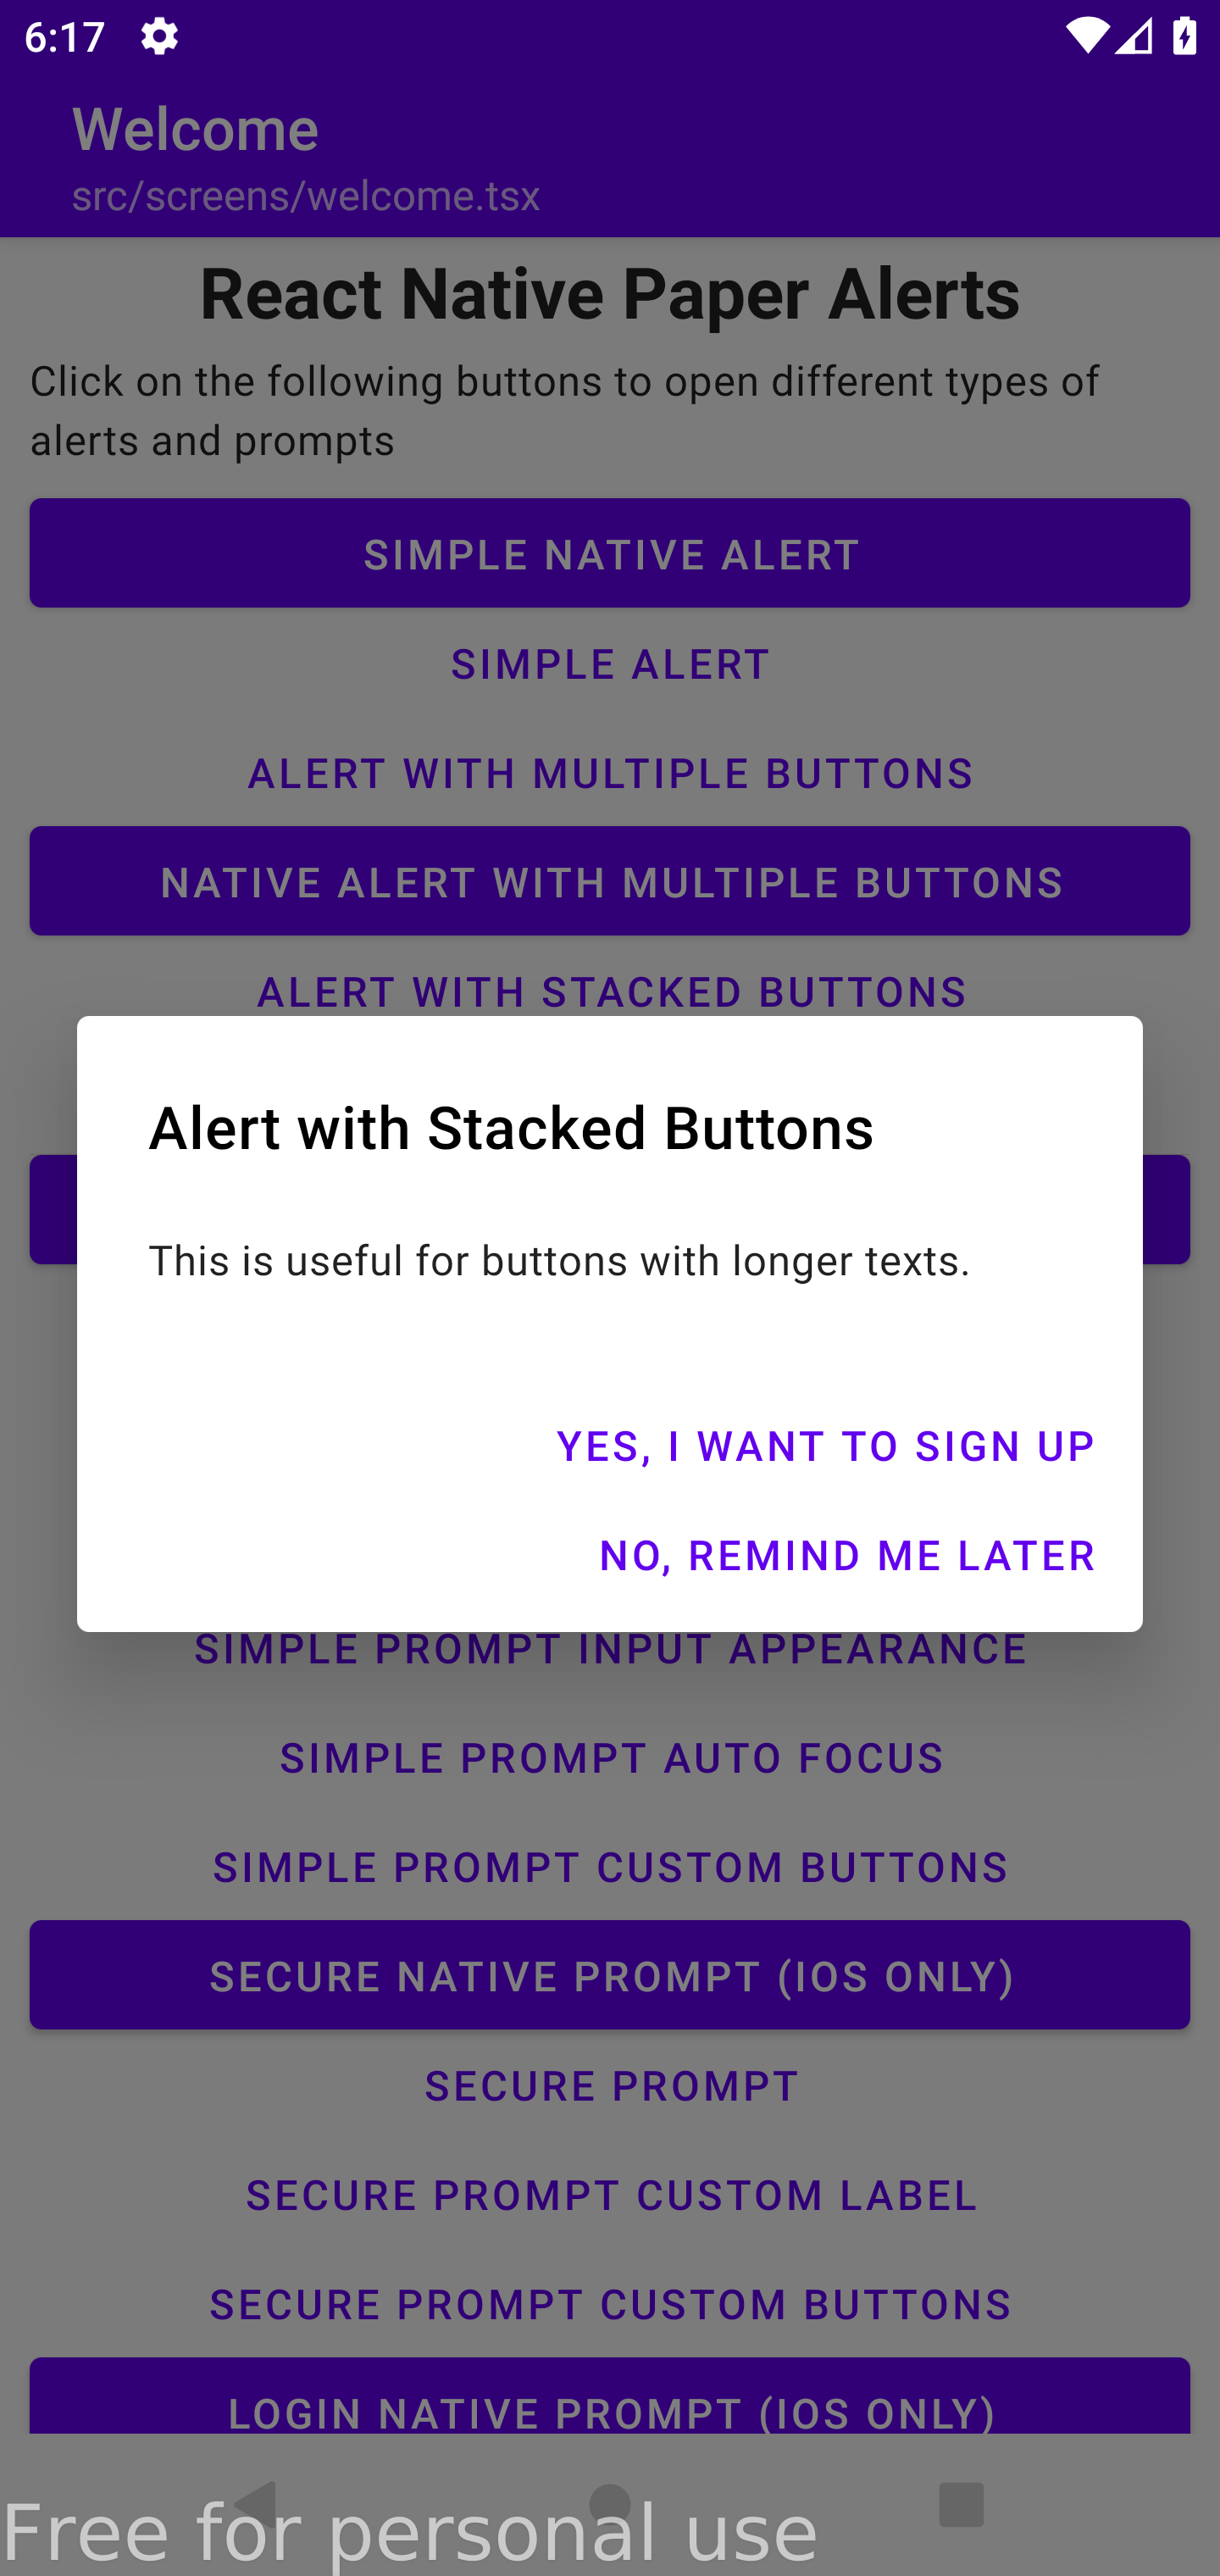 6:17
Welcome
src/screens/welcome.tsx
React Native Paper Alerts
Click on the following buttons to open different types of
alerts and prompts
SIMPLE NATIVE ALERT
SIMPLE ALERT
ALERT WITH MULTIPLE BUTTONS
NATIVE ALERT WITH MULTIPLE BUTTONS
ALERT WITH STACKED BUTTONS
Alert with Stacked Buttons
This is useful for buttons with longer texts.
YES, I WANT TO SIGN UP
NO, REMIND ME LATER
SIMPLE PROMPT INPUT APPEARANCE
SIMPLE PROMPT AUTO FOCUS
SIMPLE PROMPT CUSTOM BUTTONS
SECURE NATIVE PROMPT (IOS ONLY)
SECURE PROMPT
SECURE PROMPT CUSTOM LABEL
SECURE PROMPT CUSTOM BUTTONS
LOGIN NATIVE PROMPT (IOS ONLY)
Free for personal use